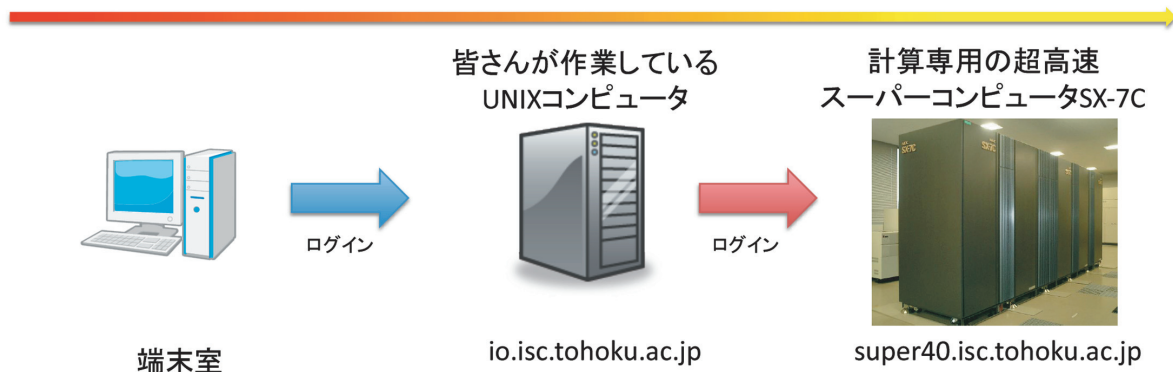 皆さんが作業している
UNIXコンピュータ
計算専用の超高速
スーパーコンピュータSX-7C
SX-7C
ログイン
ログイン
端末室
io.isc.tohoku.ac.jp
super40.isc.tohoku.ac.jp